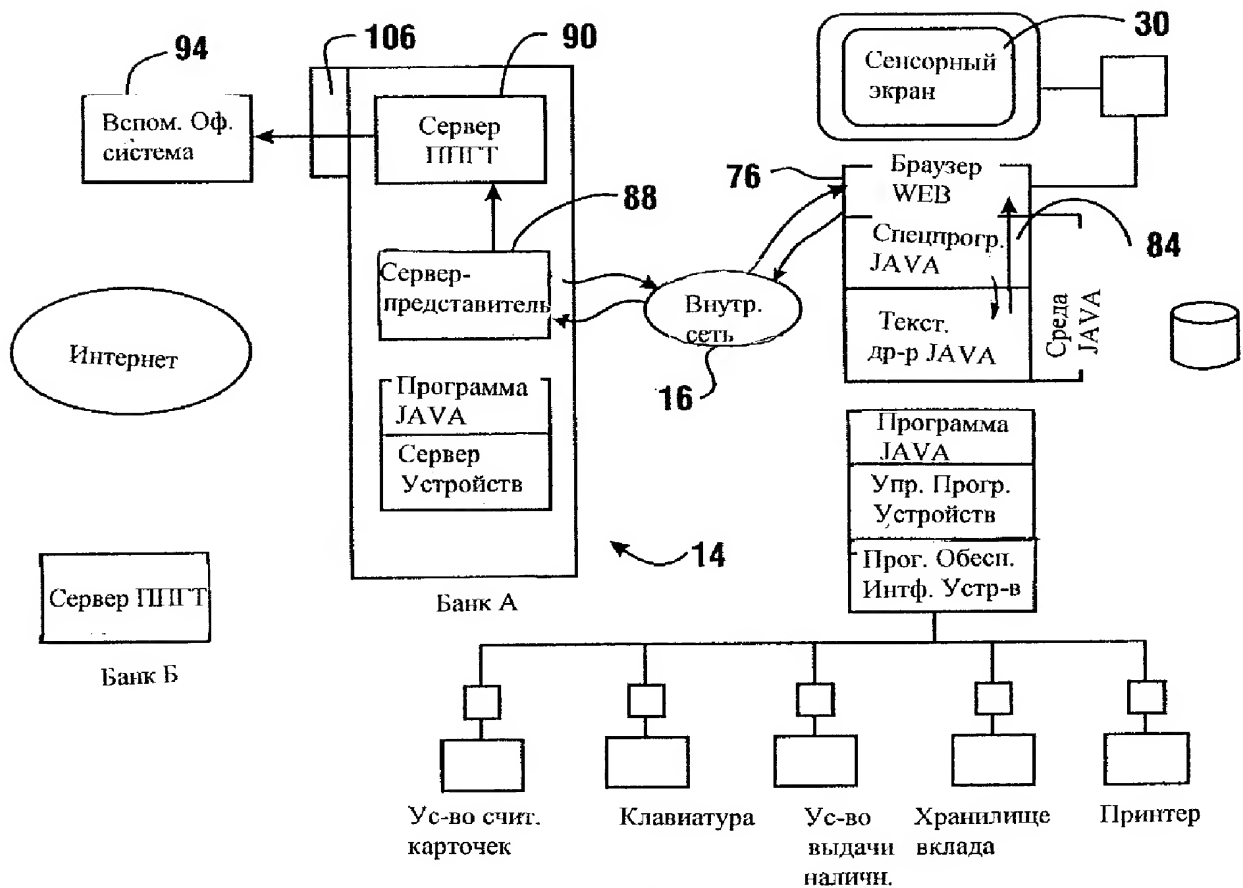 94
106
90
30
Вспом. Оф.
система
Сервер
ППГТ
Сенсорный
экран
76
Браузер
WEB
88
Спецпрогр.
JAVA
84
Сервер-
представитель
Внутр.
сеть
16
Текст.
др-р JAVA
Среда
JAVA
Интернет
Программа
JAVA
Сервер
Устройств
Программа
JAVA
Упр. Прогр.
Устройств
Прог. Обесп.
Интф. Устр-в
14
Банк А
Сервер ППГТ
Банк Б
Ус-во счит.
карточек
Клавиатура
Ус-во
выдачи
наличн.
Хранилище
вклада
Принтер